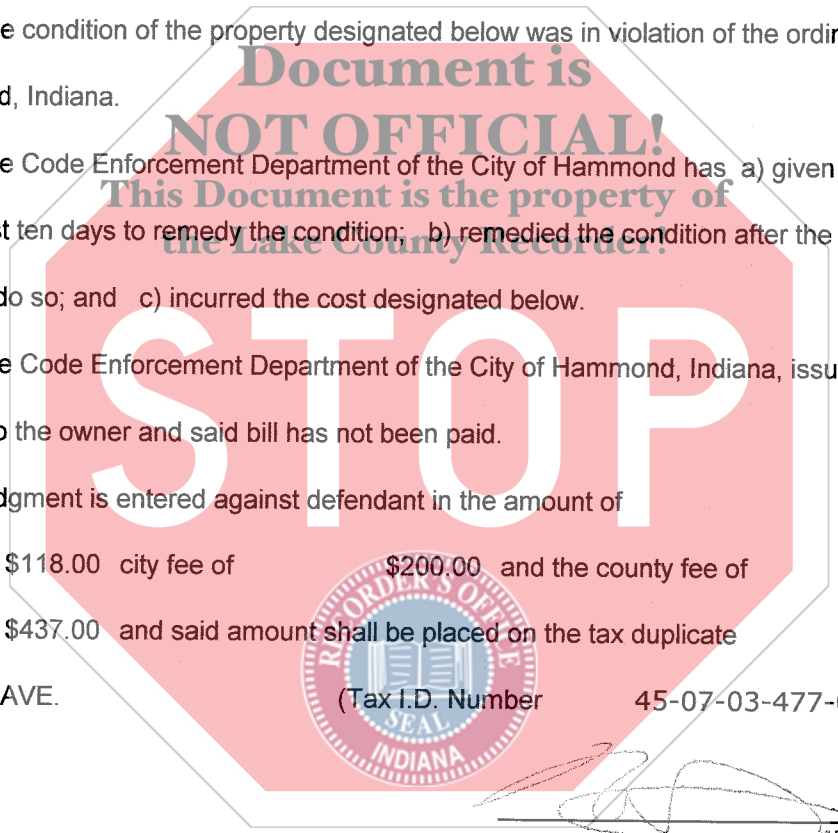 e condition of the property designated below was in violation of the ordin
Document is
d, Indiana.
NOT OFFICIAL!
e Code Enforcement Department of the City of Hammond has a) given
This Document is the property of
t ten days to remedy the condition; b) remedied the condition after the
the Lake County Recorder!
do so; and c) incurred the cost designated below.
STOP
e Code Enforcement Department of the City of Hammond, Indiana, issu
o the owner and said bill has not been paid.
dgment is entered against defendant in the amount of
$118.00 city fee of $200.00 and the county fee of
$437.00 and said amount shall be placed on the tax duplicate
AVE. (Tax I.D. Number 45-07-03-477-
RECORDER'S OFFICE
SEAL
INDIANA